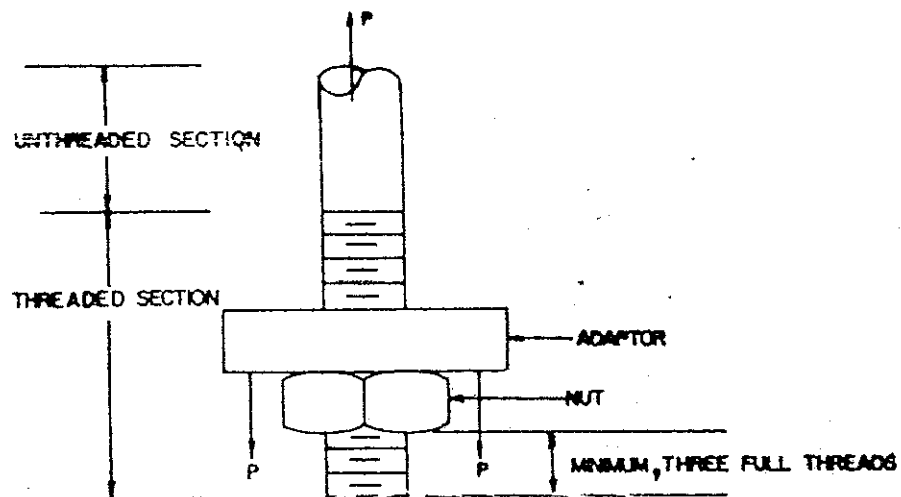 P
UNTHREADED SECTION
THREADED SECTION
ADAPTOR
NUT
P
P
MINIMUM, THREE FULL THREADS